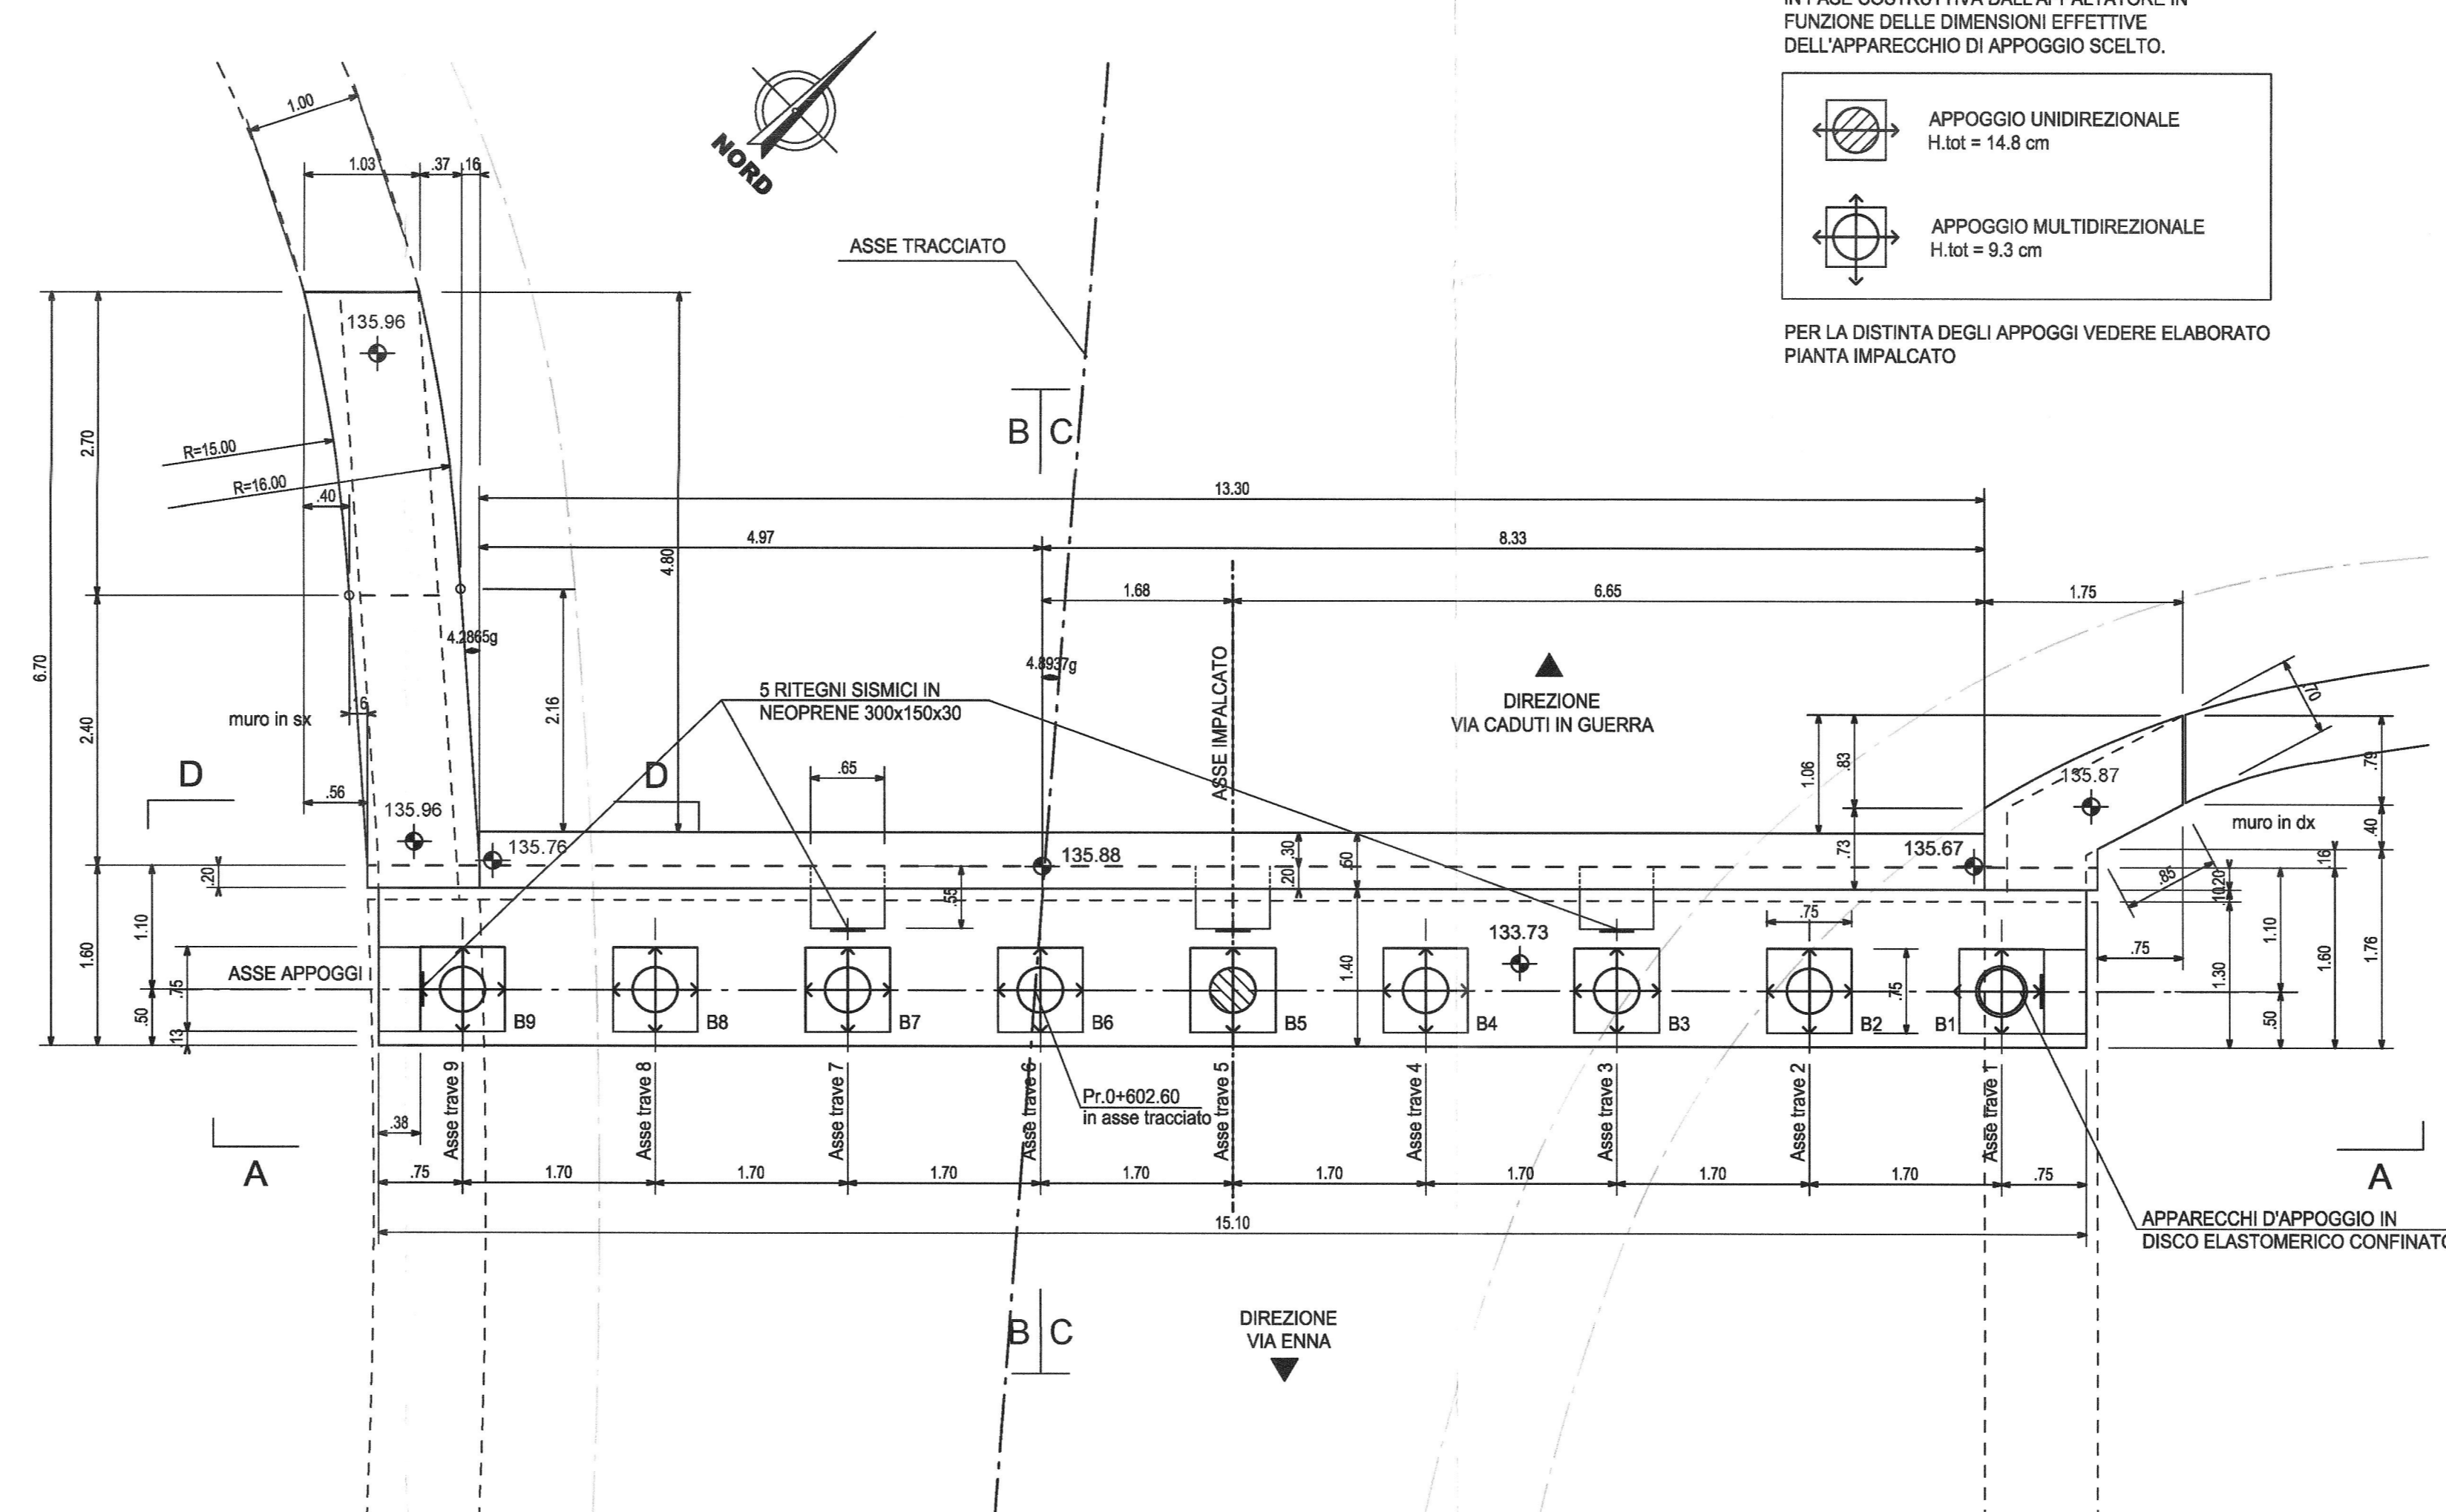 FUNZIONE DELLE DIMENSIONI EFFETTIVE
DELL'APPARECCHIO DI APPOGGIO SCELTO.
APPOGGIO UNIDIREZIONALE
H.tot = 14.8 cm
APPOGGIO MULTIDIREZIONALE
H.tot = 9.3 cm
PER LA DISTINTA DEGLI APPOGGI VEDERE ELABORATO
PIANTA IMPALCATO
NORD
ASSE TRACCIATO
1.00
1.03
.37
.16
135.96
2.70
R=15.00
R=16.00
.40
B
C
13.30
4.97
8.33
4.80
1.68
6.65
1.75
4.2865g
4.8937g
6.70
2.40
.16
muro in sx
2.16
5 RITEGNI SISMICI IN
NEOPRENE 300x150x30
ASSE IMPALCATO
DIREZIONE
VIA CADUTI IN GUERRA
.70
D
D
.56
.65
1.06
.83
.79
135.87
135.96
135.76
135.88
135.67
muro in dx
.40
.73
.20
.30
.20
.50
.55
.16
.85
.20
.10
1.10
1.60
.75
.50
.13
ASSE APPOGGI
1.40
133.73
.75
.75
.75
1.30
1.10
.50
1.60
1.76
B9
B8
B7
B6
B5
B4
B3
B2
B1
.38
Asse trave 9
Asse trave 8
Asse trave 7
Asse trave 6
Asse trave 5
Asse trave 4
Asse trave 3
Asse trave 2
Asse trave 1
Pr.0+602.60
in asse tracciato
A
A
.75
1.70
1.70
1.70
1.70
1.70
1.70
1.70
1.70
.75
15.10
APPARECCHI D'APPOGGIO IN
DISCO ELASTOMERICO CONFINATO
B
C
DIREZIONE
VIA ENNA